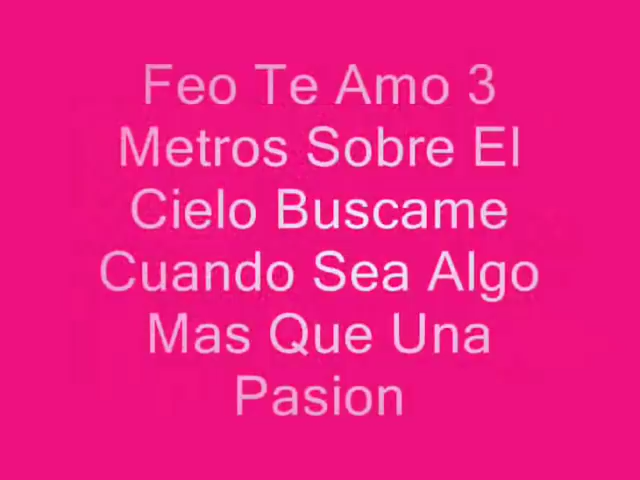 Feo Te Amo 3
Metros Sobre El
Cielo Buscame
Cuando Sea Algo
Mas Que Una
Pasion